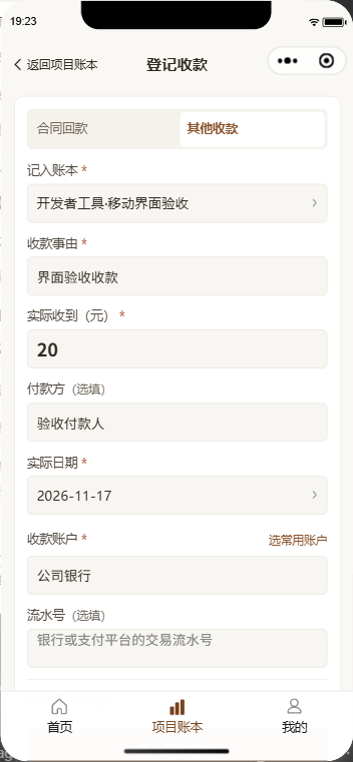 19:23
返回项目账本
登记收款
合同回款
其他收款
记入账本 *
开发者工具-移动界面验收
收款事由 *
界面验收收款
实际收到（元） *
20
付款方（选填）
验收付款人
实际日期 *
2026-11-17
收款账户 *
选常用账户
公司银行
流水号（选填）
银行或支付平台的交易流水号
首页
项目账本
我的